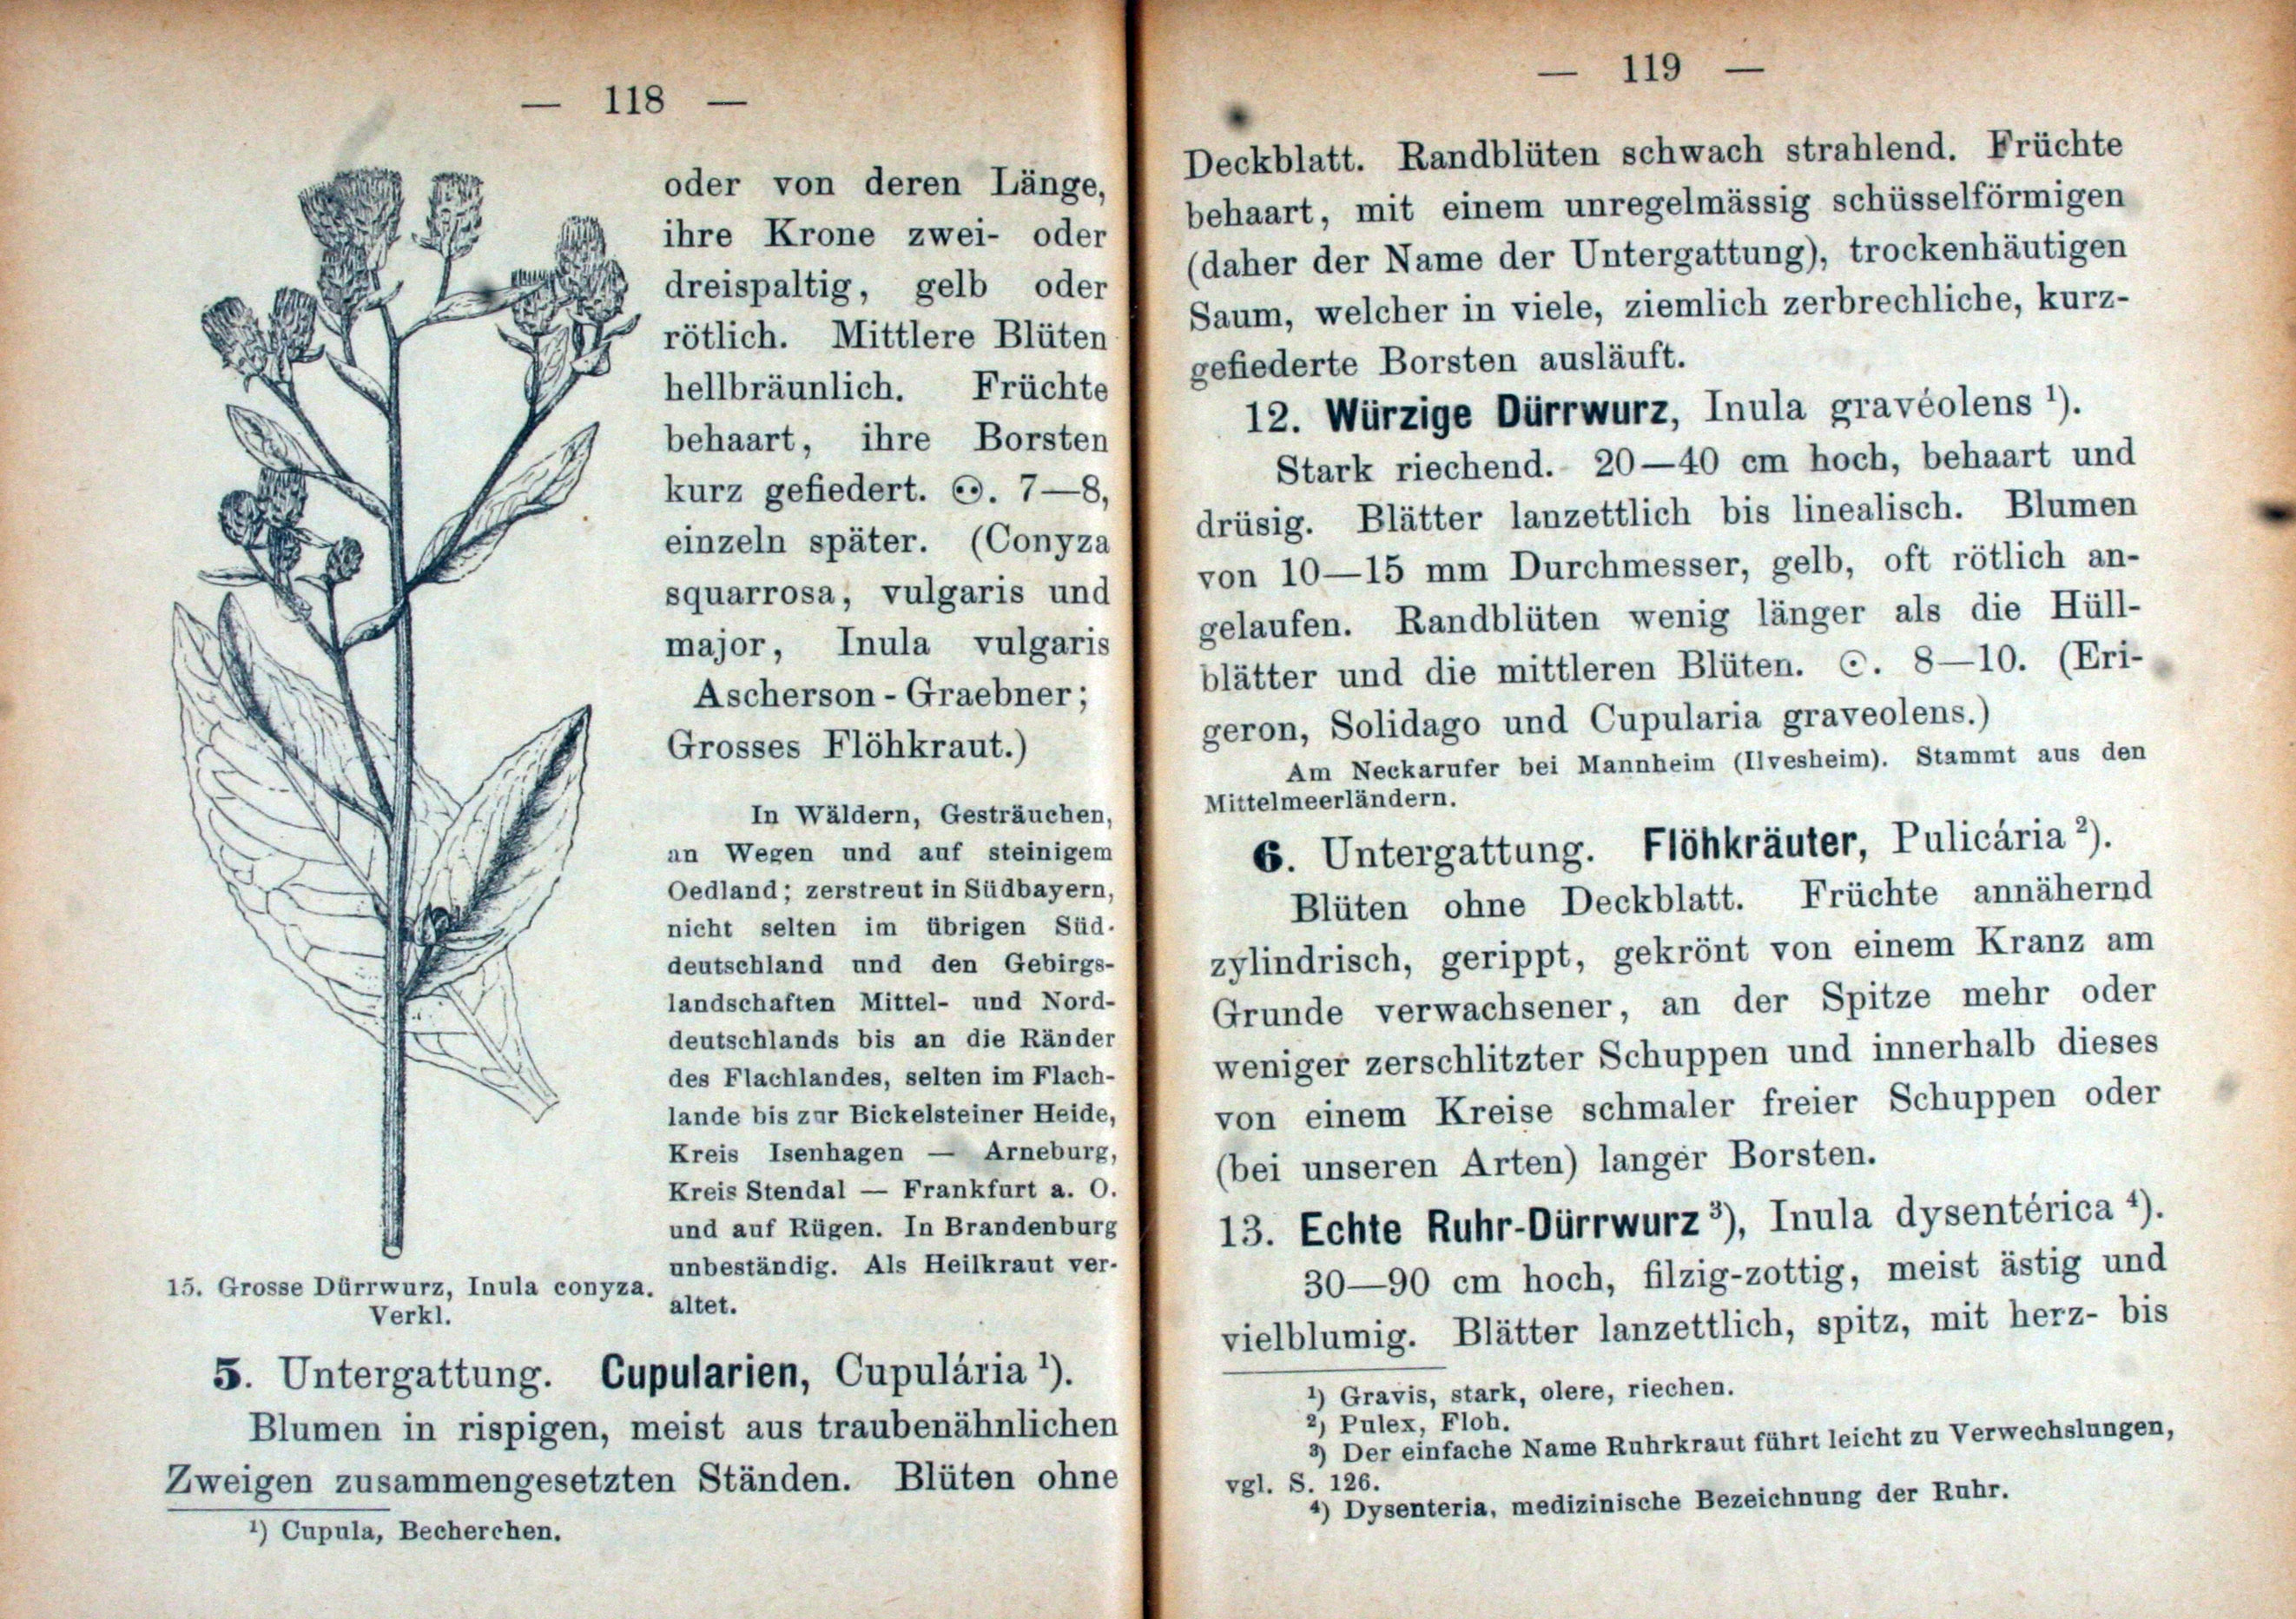 — 118 —
oder von deren Länge,
ihre Krone zwei- oder
dreispaltig, gelb oder
rötlich. Mittlere Blüten
hellbräunlich. Früchte
behaart, ihre Borsten
kurz gefiedert. ⊙. 7—8,
einzeln später. (Conyza
squarrosa, vulgaris und
major, Inula vulgaris
Ascherson-Graebner;
Grosses Flöhkraut.)
In Wäldern, Gesträuchen,
an Wegen und auf steinigem
Oedland; zerstreut in Südbayern,
nicht selten im übrigen Süd-
deutschland und den Gebirgs-
landschaften Mittel- und Nord-
deutschlands bis an die Ränder
des Flachlandes, selten im Flach-
lande bis zur Bickelsteiner Heide,
Kreis Isenhagen — Arneburg,
Kreis Stendal — Frankfurt a. O.
und auf Rügen. In Brandenburg
unbeständig. Als Heilkraut ver-
altet.
15. Grosse Dürrwurz, Inula conyza.
Verkl.
5. Untergattung. Cupularien, Cupulária ¹).
Blumen in rispigen, meist aus traubenähnlichen
Zweigen zusammengesetzten Ständen. Blüten ohne
¹) Cupula, Becherchen.
— 119 —
Deckblatt. Randblüten schwach strahlend. Früchte
behaart, mit einem unregelmässig schüsselförmigen
(daher der Name der Untergattung), trockenhäutigen
Saum, welcher in viele, ziemlich zerbrechliche, kurz-
gefiederte Borsten ausläuft.
12. Würzige Dürrwurz, Inula gravéolens ¹).
Stark riechend. 20—40 cm hoch, behaart und
drüsig. Blätter lanzettlich bis linealisch. Blumen
von 10—15 mm Durchmesser, gelb, oft rötlich an-
gelaufen. Randblüten wenig länger als die Hüll-
blätter und die mittleren Blüten. ⊙. 8—10. (Eri-
geron, Solidago und Cupularia graveolens.)
Am Neckarufer bei Mannheim (Ilvesheim). Stammt aus den
Mittelmeerländern.
6. Untergattung. Flöhkräuter, Pulicária ²).
Blüten ohne Deckblatt. Früchte annähernd
zylindrisch, gerippt, gekrönt von einem Kranz am
Grunde verwachsener, an der Spitze mehr oder
weniger zerschlitzter Schuppen und innerhalb dieses
von einem Kreise schmaler freier Schuppen oder
(bei unseren Arten) langer Borsten.
13. Echte Ruhr-Dürrwurz ³), Inula dysentérica ⁴).
30—90 cm hoch, filzig-zottig, meist ästig und
vielblumig. Blätter lanzettlich, spitz, mit herz- bis
¹) Gravis, stark, olere, riechen.
²) Pulex, Floh.
³) Der einfache Name Ruhrkraut führt leicht zu Verwechslungen,
vgl. S. 126.
⁴) Dysenteria, medizinische Bezeichnung der Ruhr.